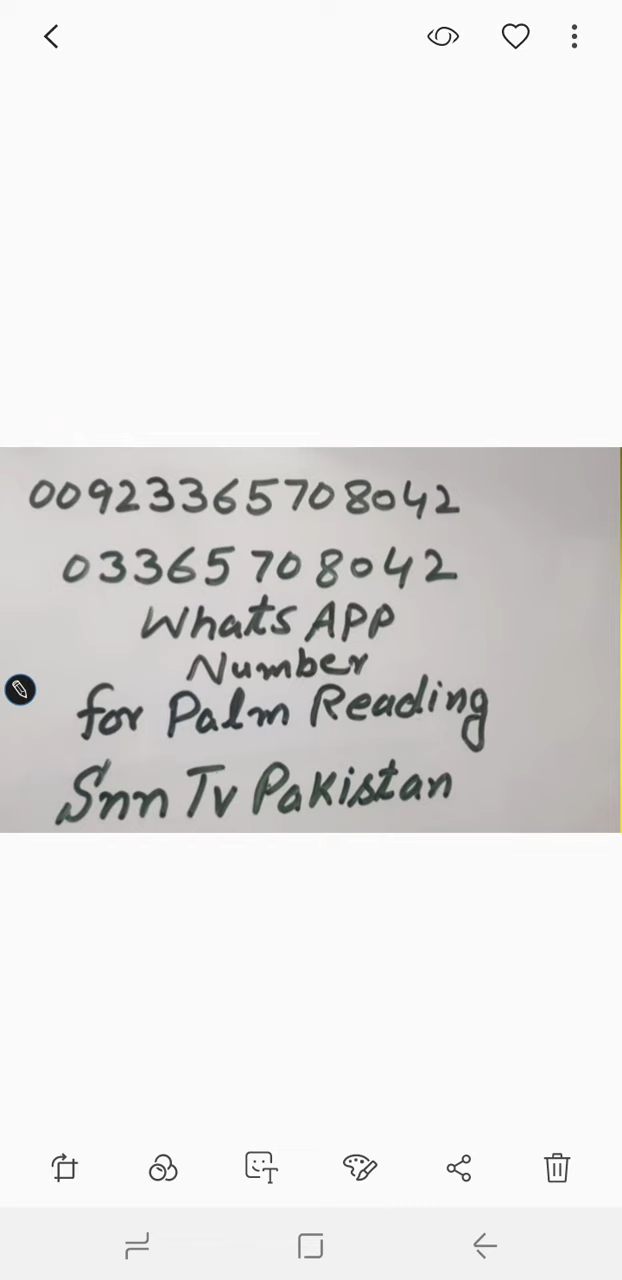 00923365708042
03365708042
Whats APP
Number
for Palm Reading
Snn Tv Pakistan